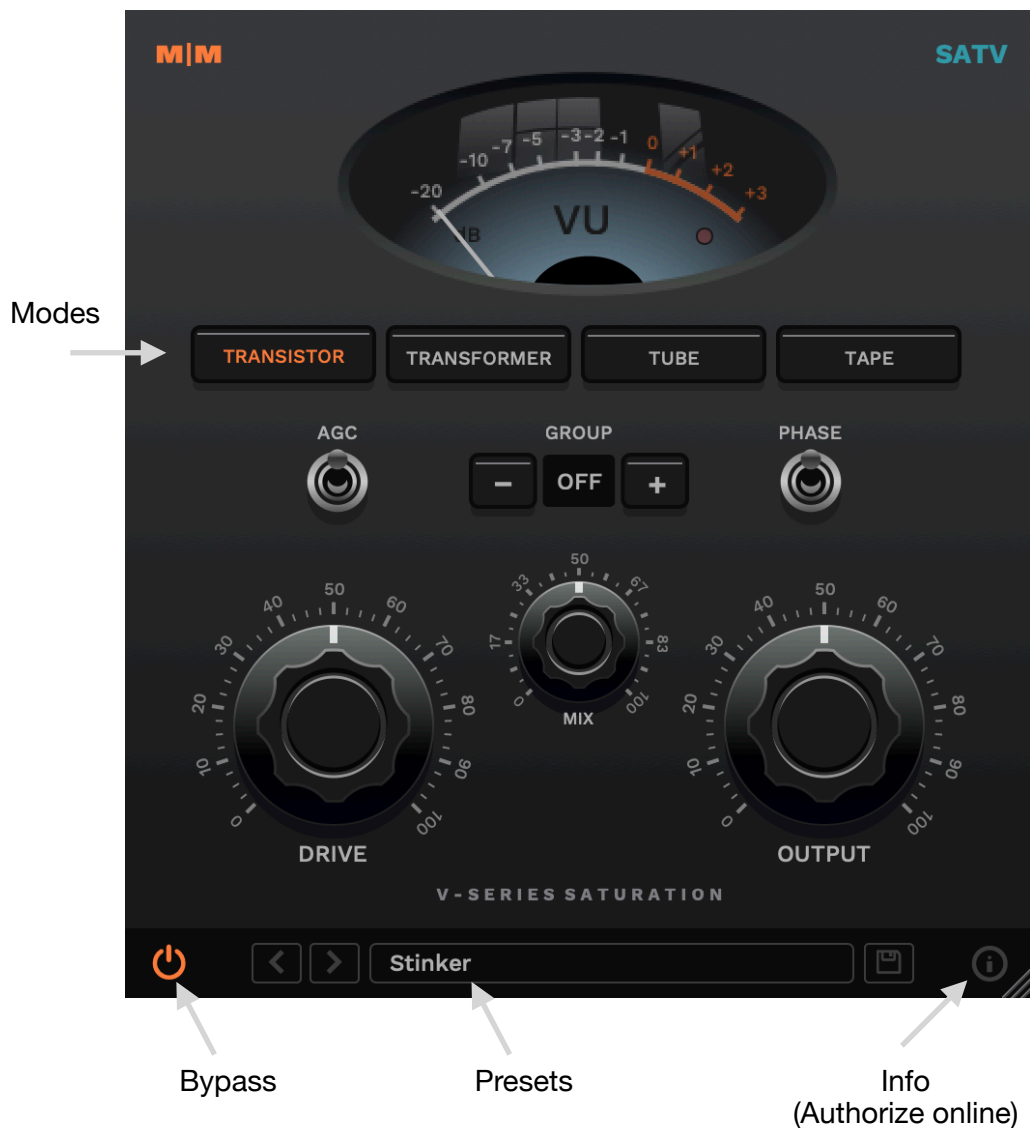 M|M
SATV
-20
-10
-7
-5
-3
-2
-1
0
+1
+2
+3
dB
VU
Modes
TRANSISTOR
TRANSFORMER
TUBE
TAPE
AGC
GROUP
PHASE
-
OFF
+
0
10
20
30
40
50
60
70
80
90
100
DRIVE
0
17
33
50
67
83
100
MIX
0
10
20
30
40
50
60
70
80
90
100
OUTPUT
V-SERIES SATURATION
Stinker
Bypass
Presets
Info
(Authorize online)